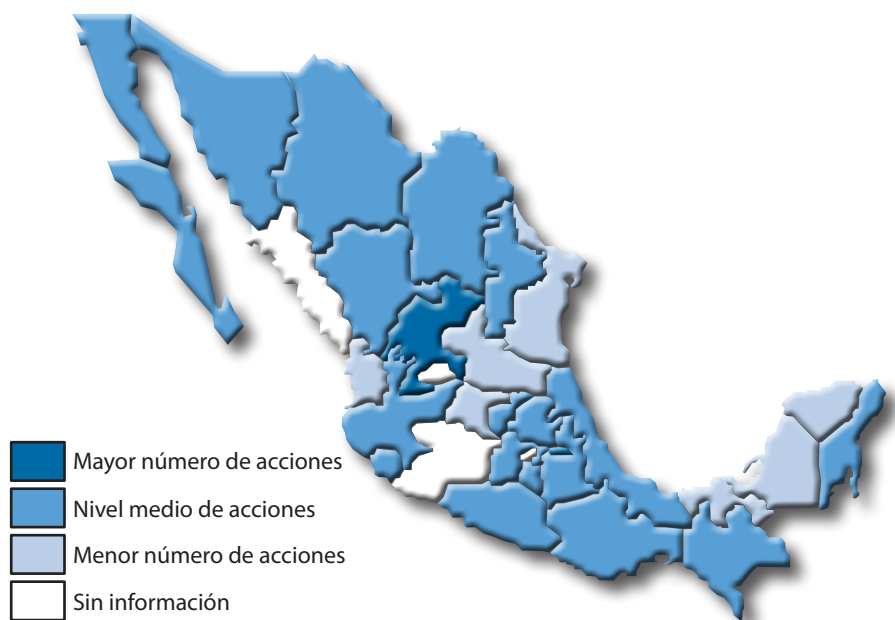 Mayor número de acciones
Nivel medio de acciones
Menor número de acciones
Sin información